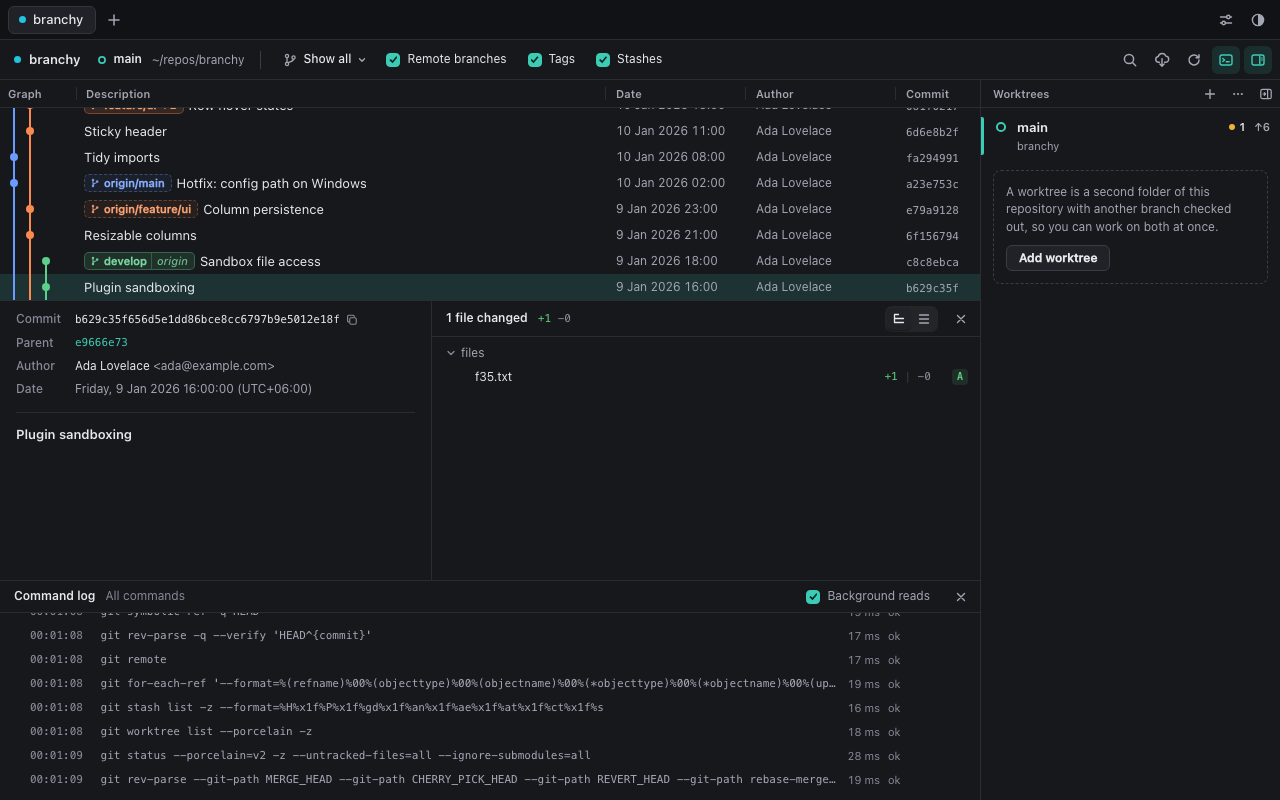 branchy
branchy main ~/repos/branchy Show all Remote branches Tags Stashes
Graph Description Date Author Commit Worktrees
Sticky header 10 Jan 2026 11:00 Ada Lovelace 6d6e8b2f
Tidy imports 10 Jan 2026 08:00 Ada Lovelace fa294991
origin/main Hotfix: config path on Windows 10 Jan 2026 02:00 Ada Lovelace a23e753c
origin/feature/ui Column persistence 9 Jan 2026 23:00 Ada Lovelace e79a9128
Resizable columns 9 Jan 2026 21:00 Ada Lovelace 6f156794
develop origin Sandbox file access 9 Jan 2026 18:00 Ada Lovelace c8c8ebca
Plugin sandboxing 9 Jan 2026 16:00 Ada Lovelace b629c35f
main 1 ↑6
branchy
A worktree is a second folder of this
repository with another branch checked
out, so you can work on both at once.
Add worktree
Commit b629c35f656d5e1dd86bce8cc6797b9e5012e18f
Parent e9666e73
Author Ada Lovelace <ada@example.com>
Date Friday, 9 Jan 2026 16:00:00 (UTC+06:00)
Plugin sandboxing
1 file changed +1 −0
files
f35.txt +1 −0 A
Command log All commands Background reads
00:01:08 git rev-parse -q --verify 'HEAD^{commit}' 17 ms ok
00:01:08 git remote 17 ms ok
00:01:08 git for-each-ref '--format=%(refname)%00%(objecttype)%00(objectname)%00%(*objecttype)%00%(*objectname)%00%(up… 19 ms ok
00:01:08 git stash list -z --format=%H%x1f%P%x1f%gd%x1f%an%x1f%ae%x1f%at%x1f%ct%x1f%s 16 ms ok
00:01:08 git worktree list --porcelain -z 18 ms ok
00:01:09 git status --porcelain=v2 -z --untracked-files=all --ignore-submodules=all 28 ms ok
00:01:09 git rev-parse --git-path MERGE_HEAD --git-path CHERRY_PICK_HEAD --git-path REVERT_HEAD --git-path rebase-merge… 19 ms ok